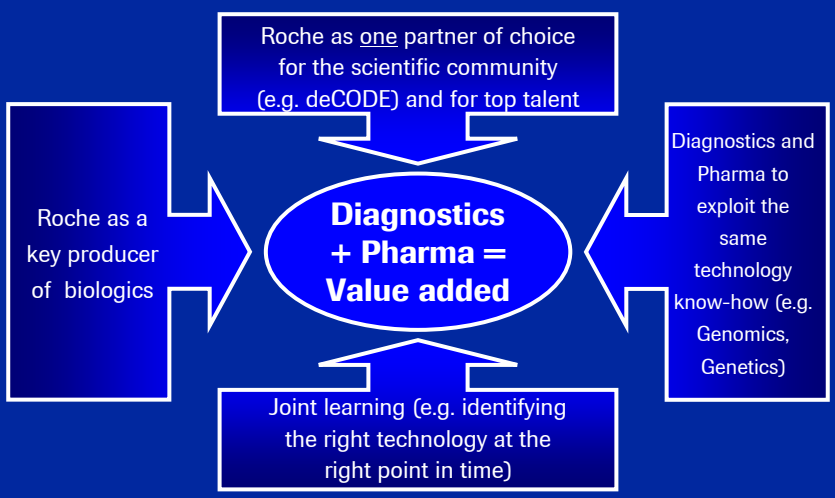 Roche as one partner of choice
for the scientific community
(e.g. deCODE) and for top talent
Roche as a
key producer
of biologics
Diagnostics
+ Pharma =
Value added
Diagnostics and
Pharma to
exploit the
same
technology
know-how (e.g.
Genomics,
Genetics)
Joint learning (e.g. identifying
the right technology at the
right point in time)